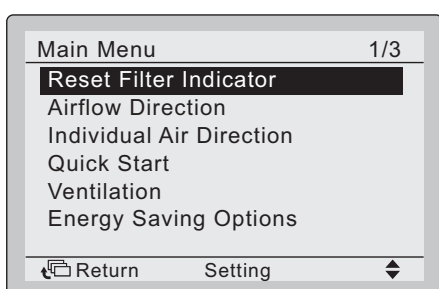 Main Menu 1/3
Reset Filter Indicator
Airflow Direction
Individual Air Direction
Quick Start
Ventilation
Energy Saving Options
Return Setting